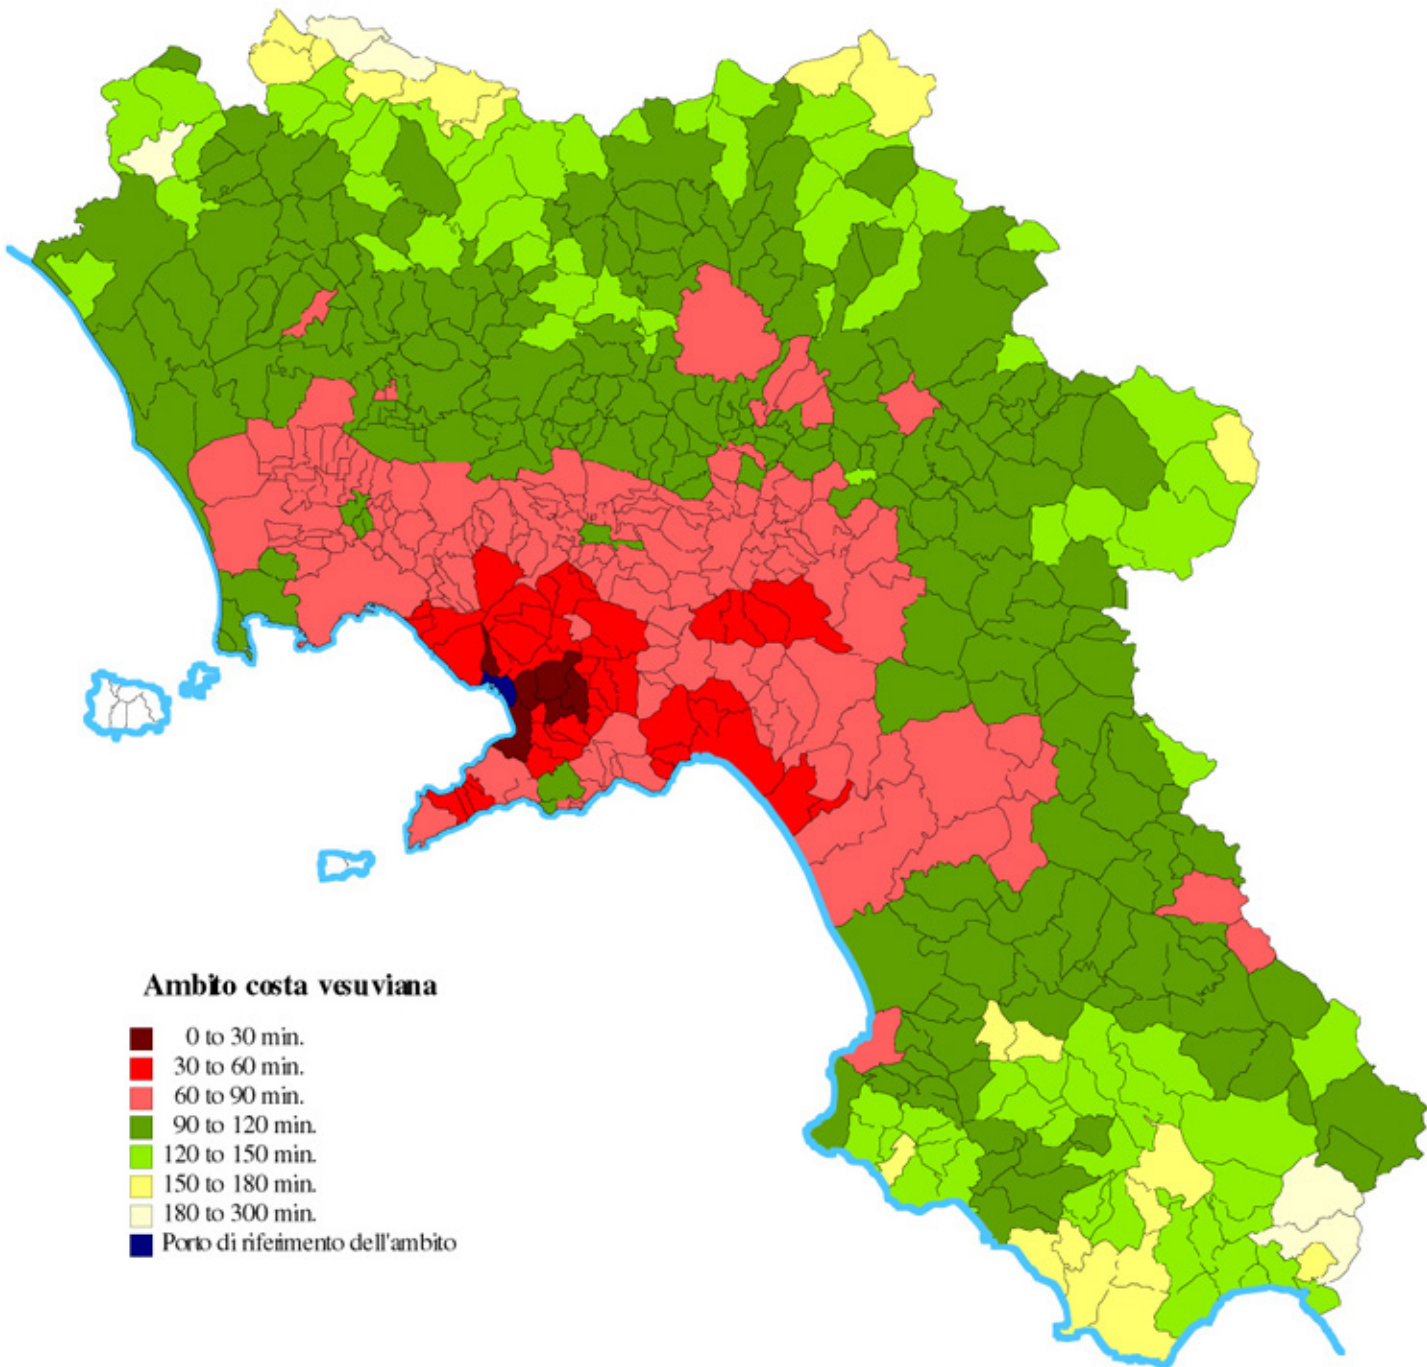 Ambito costa vesuviana
0 to 30 min.
30 to 60 min.
60 to 90 min.
90 to 120 min.
120 to 150 min.
150 to 180 min.
180 to 300 min.
Porto di riferimento dell'ambito